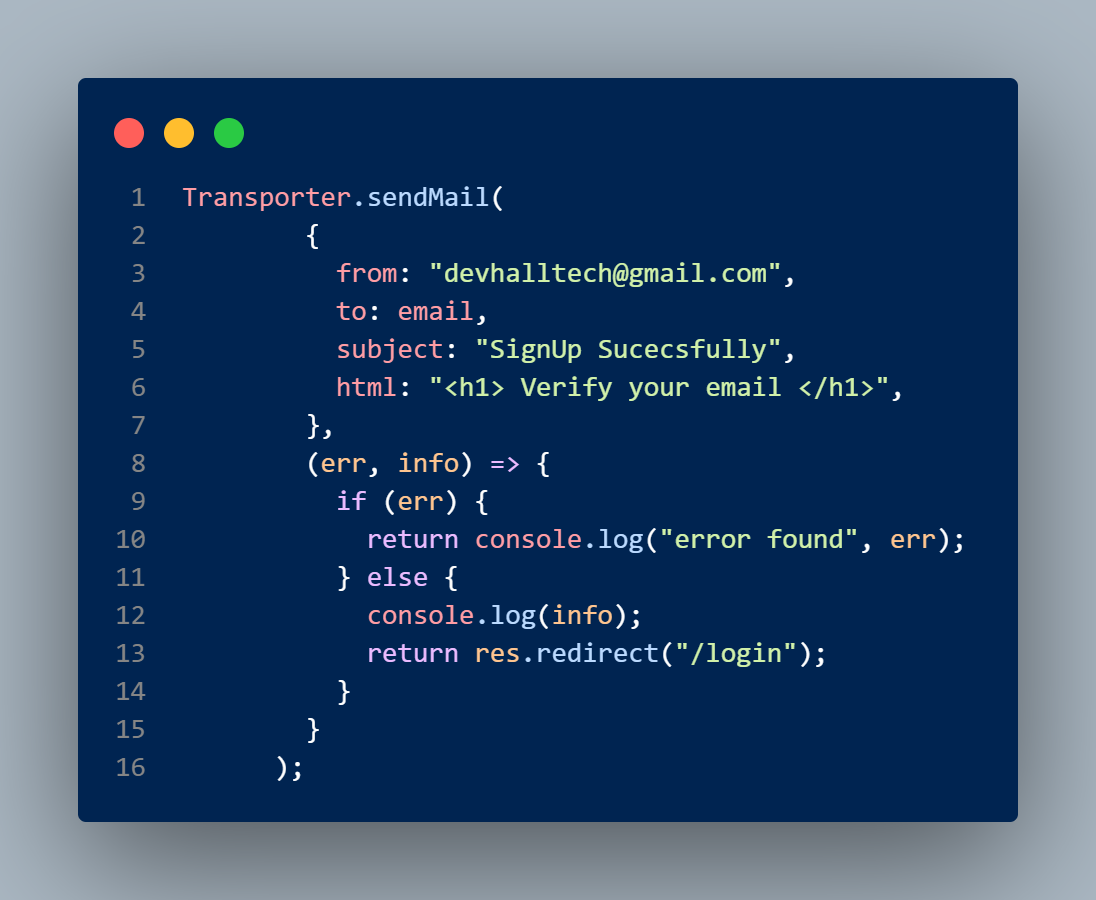 1 Transporter.sendMail(
2 {
3 from: "devhalltech@gmail.com",
4 to: email,
5 subject: "SignUp Sucecsfully",
6 html: "<h1> Verify your email </h1>",
7 },
8 (err, info) => {
9 if (err) {
10 return console.log("error found", err);
11 } else {
12 console.log(info);
13 return res.redirect("/login");
14 }
15 }
16 );